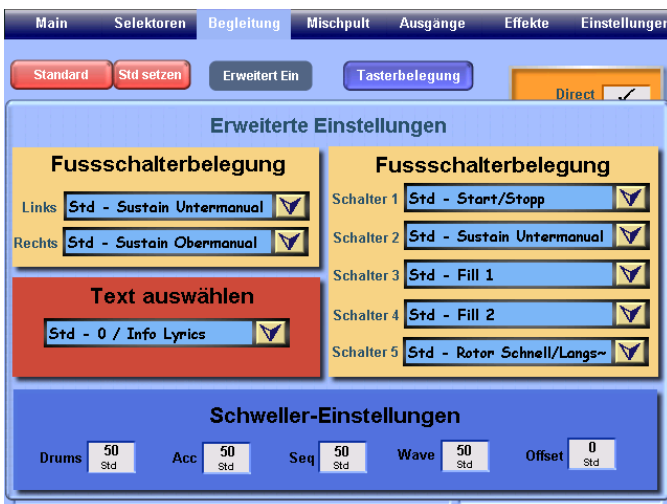 Main Selektoren Begleitung Mischpult Ausgänge Effekte Einstellungen
Standard Std setzen Erweitert Ein Tasterbelegung
Direct
Erweiterte Einstellungen
Fussschalterbelegung
Links Std - Sustain Untermanual
Rechts Std - Sustain Obermanual
Text auswählen
Std - 0 / Info Lyrics
Fussschalterbelegung
Schalter 1 Std - Start/Stopp
Schalter 2 Std - Sustain Untermanual
Schalter 3 Std - Fill 1
Schalter 4 Std - Fill 2
Schalter 5 Std - Rotor Schnell/Langs~
Schweller-Einstellungen
Drums 50 Std Acc 50 Std Seq 50 Std Wave 50 Std Offset 0 Std